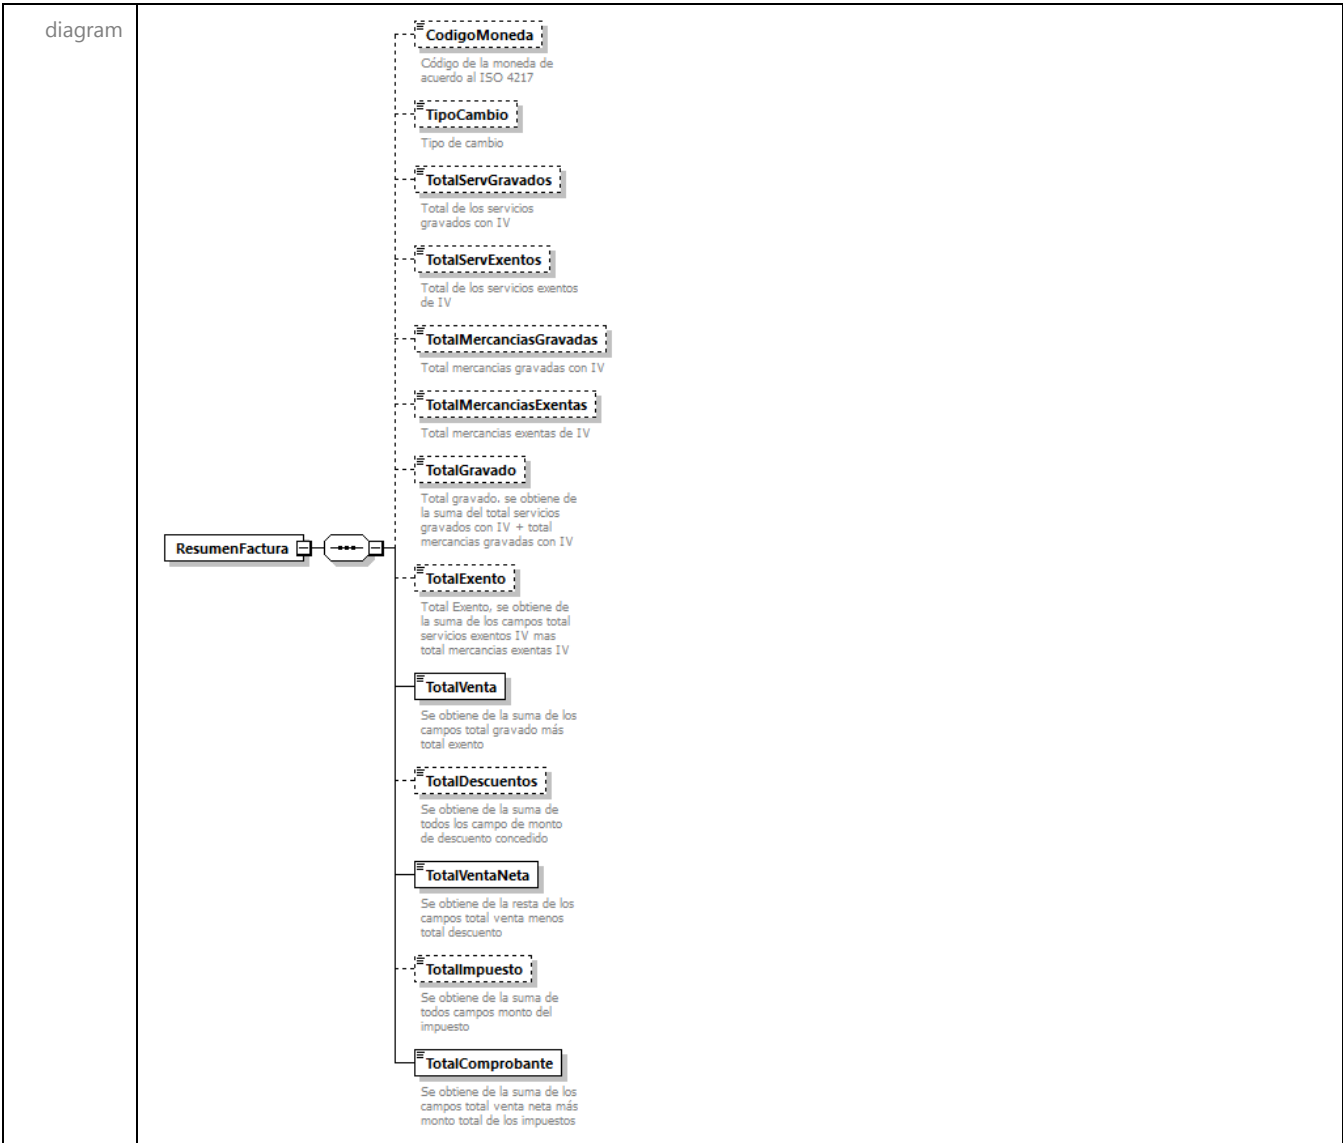 diagram
CodigoMoneda
Código de la moneda de
acuerdo al ISO 4217
TipoCambio
Tipo de cambio
TotalServGravados
Total de los servicios
gravados con IV
TotalServExentos
Total de los servicios exentos
de IV
TotalMercanciasGravadas
Total mercancias gravadas con IV
TotalMercanciasExentas
Total mercancias exentas de IV
TotalGravado
Total gravado. se obtiene de
la suma del total servicios
gravados con IV + total
mercancias gravadas con IV
ResumenFactura
TotalExento
Total Exento, se obtiene de
la suma de los campos total
servicios exentos IV mas
total mercancias exentas IV
TotalVenta
Se obtiene de la suma de los
campos total gravado más
total exento
TotalDescuentos
Se obtiene de la suma de
todos los campo de monto
de descuento concedido
TotalVentaNeta
Se obtiene de la resta de los
campos total venta menos
total descuento
TotalImpuesto
Se obtiene de la suma de
todos campos monto del
impuesto
TotalComprobante
Se obtiene de la suma de los
campos total venta neta más
monto total de los impuestos